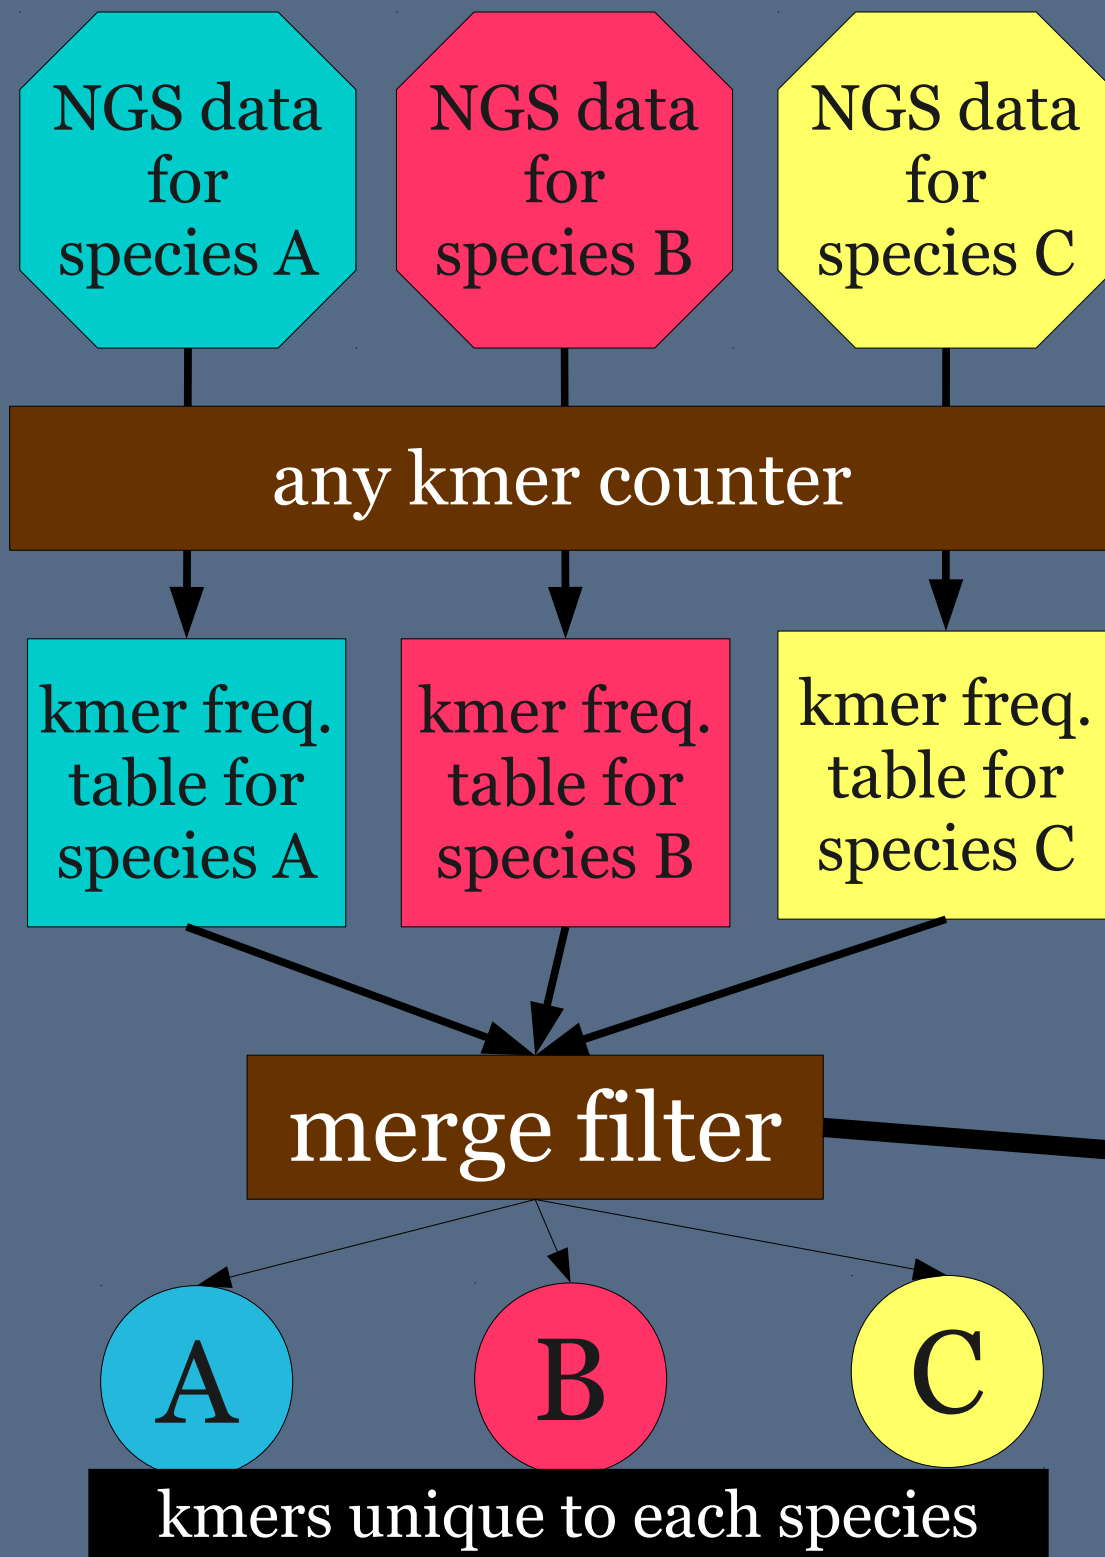 NGS data
for
species A
NGS data
for
species B
NGS data
for
species C
any kmer counter
kmer freq.
table for
species A
kmer freq.
table for
species B
kmer freq.
table for
species C
merge filter
A
B
C
kmers unique to each species